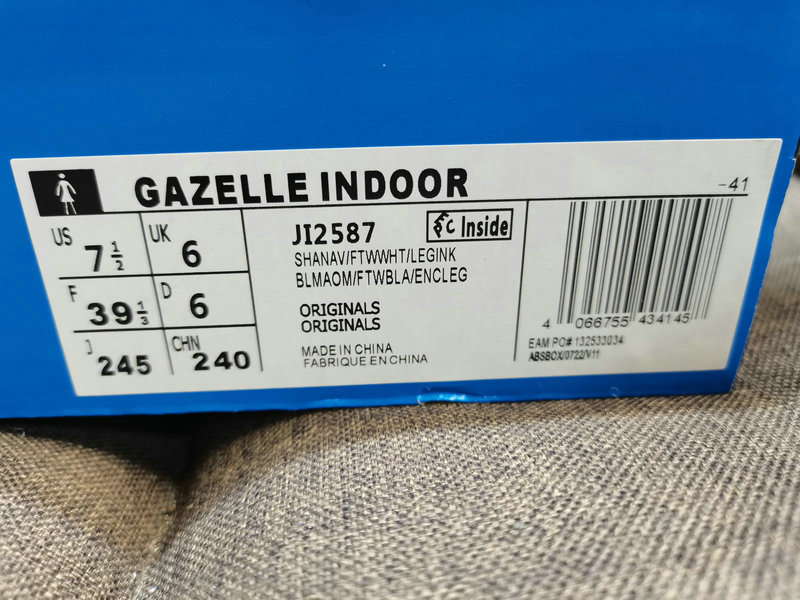 GAZELLE INDOOR
-41
US 7 1/2 UK 6
F 39 1/3 D 6
J 245 CHN 240
JI2587
Inside
SHANAV/FTWWHT/LEGINK
BLMAOM/FTWBLA/ENCLEG
ORIGINALS
ORIGINALS
MADE IN CHINA
FABRIQUE EN CHINA
4 066755 434145
EAM PO# 132533034
ABSBOX/0722/V11